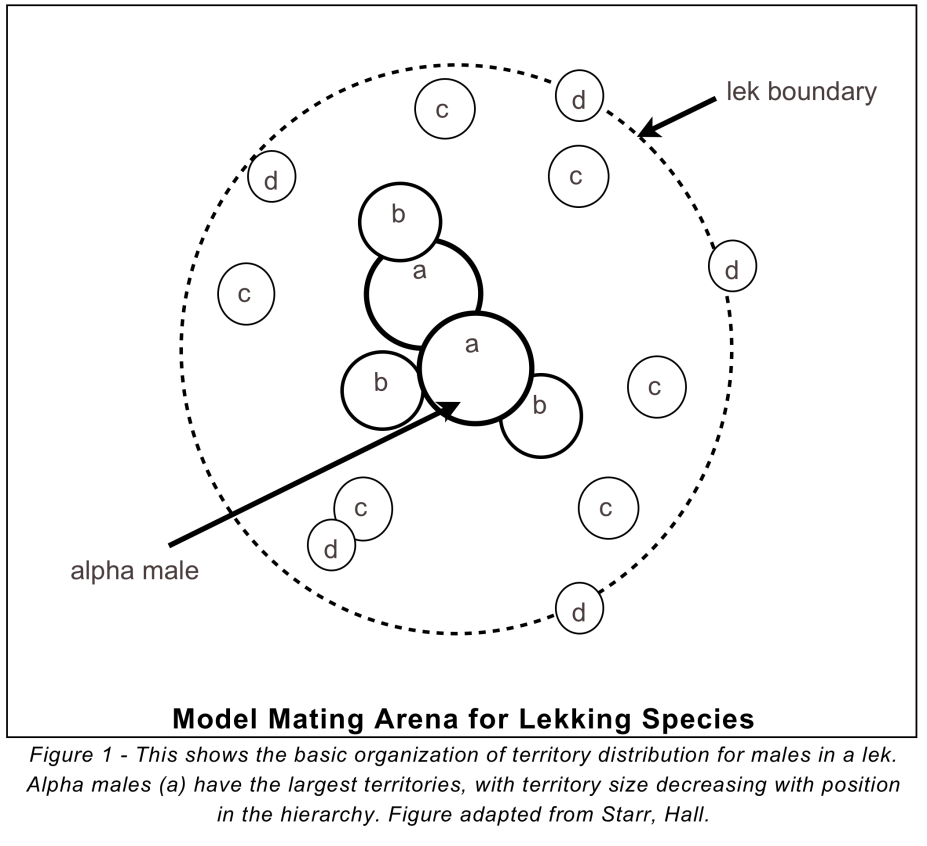 d
lek boundary
c
c
d
b
d
a
c
a
b
c
b
c
c
d
alpha male
d
Model Mating Arena for Lekking Species
Figure 1 - This shows the basic organization of territory distribution for males in a lek.
Alpha males (a) have the largest territories, with territory size decreasing with position
in the hierarchy. Figure adapted from Starr, Hall.